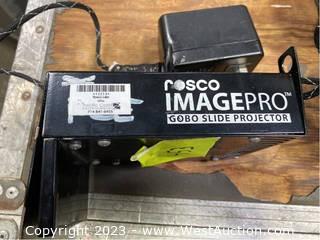 rosco
IMAGEPRO™
GOBO SLIDE PROJECTOR
Copyright ~ 2023 - www.WestAuction.com